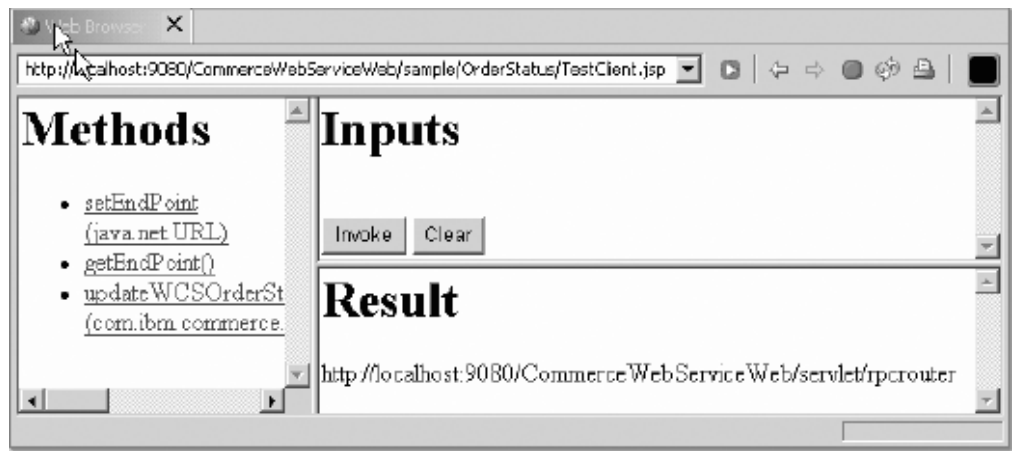 Web Browser
http://localhost:9080/CommerceWebServiceWeb/sample/OrderStatus/TestClient.jsp
Methods
setEndPoint
(java.net.URL)
getEndPoint()
updateWCSOrderSt
(com.ibm.commerce.
Inputs
Invoke Clear
Result
http://localhost:9080/CommerceWebServiceWeb/servlet/rpcrouter